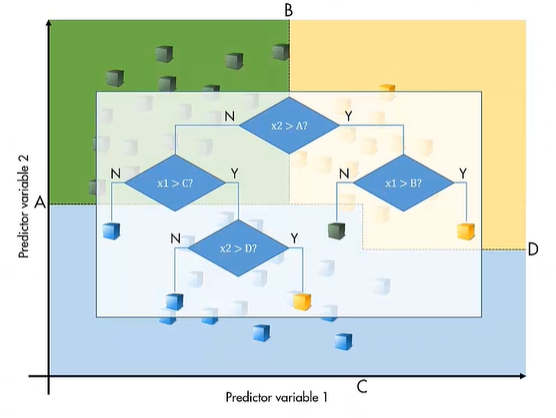 B
N
Y
x2 > A?
N
Y
N
Y
x1 > C?
x1 > B?
A
N
Y
x2 > D?
D
Predictor variable 2
C
Predictor variable 1